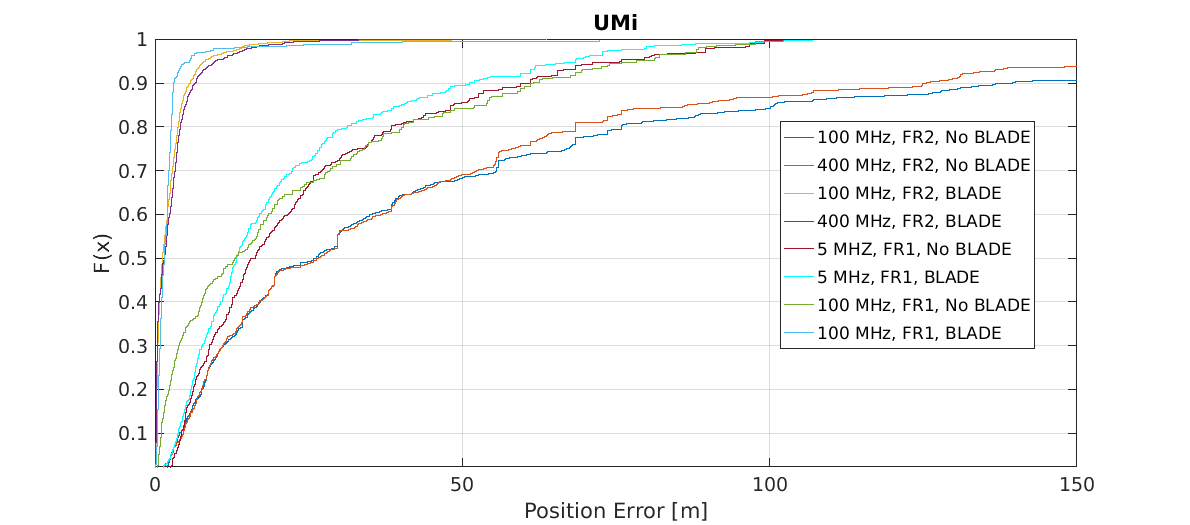 UMi
1
0.9
0.8
0.7
0.6
0.5
0.4
0.3
0.2
0.1
F(x)
0
50
100
150
Position Error [m]
100 MHz, FR2, No BLADE
400 MHz, FR2, No BLADE
100 MHz, FR2, BLADE
400 MHz, FR2, BLADE
5 MHZ, FR1, No BLADE
5 MHz, FR1, BLADE
100 MHz, FR1, No BLADE
100 MHz, FR1, BLADE